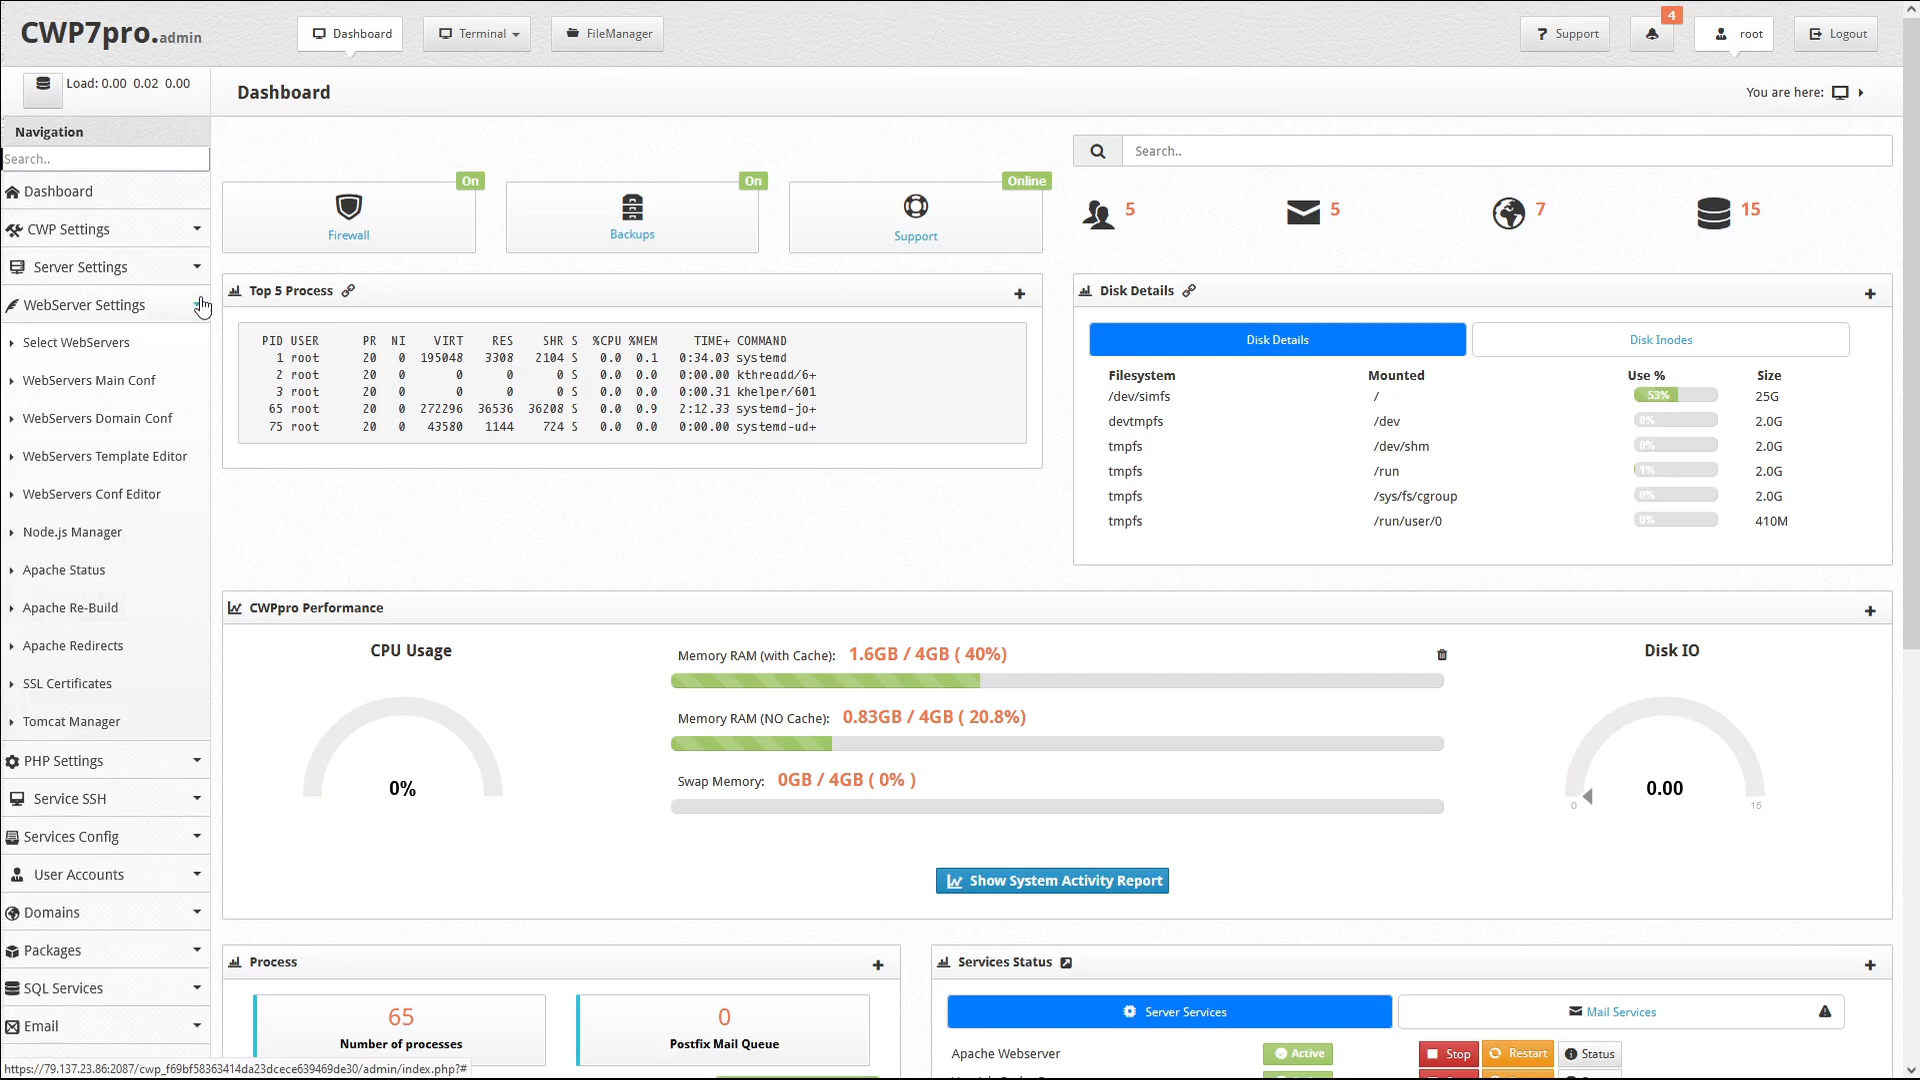 CWP7pro.admin
Dashboard
Terminal
FileManager
Support
4
root
Logout
Load: 0.00 0.02 0.00
Dashboard
You are here:
Navigation
Search..
Dashboard
CWP Settings
Server Settings
WebServer Settings
Select WebServers
WebServers Main Conf
WebServers Domain Conf
WebServers Template Editor
WebServers Conf Editor
Node.js Manager
Apache Status
Apache Re-Build
Apache Redirects
SSL Certificates
Tomcat Manager
PHP Settings
Service SSH
Services Config
User Accounts
Domains
Packages
SQL Services
Email
Search..
On
Firewall
On
Backups
Online
Support
5
5
7
15
Top 5 Process
PID USER PR NI VIRT RES SHR S %CPU %MEM TIME+ COMMAND
1 root 20 0 195048 3308 2104 S 0.0 0.1 0:34.03 systemd
2 root 20 0 0 0 0 S 0.0 0.0 0:00.00 kthreadd/6+
3 root 20 0 0 0 0 S 0.0 0.0 0:00.31 khelper/601
65 root 20 0 272296 36536 36208 S 0.0 0.9 2:12.33 systemd-jo+
75 root 20 0 43580 1144 724 S 0.0 0.0 0:00.00 systemd-ud+
Disk Details
Disk Details
Disk Inodes
Filesystem Mounted Use % Size
/dev/simfs / 53% 25G
devtmpfs /dev 0% 2.0G
tmpfs /dev/shm 0% 2.0G
tmpfs /run 1% 2.0G
tmpfs /sys/fs/cgroup 0% 2.0G
tmpfs /run/user/0 0% 410M
CWPpro Performance
CPU Usage
0%
Memory RAM (with Cache): 1.6GB / 4GB ( 40%)
Memory RAM (NO Cache): 0.83GB / 4GB ( 20.8%)
Swap Memory: 0GB / 4GB ( 0% )
Disk IO
0.00
0 15
Show System Activity Report
Process
65
Number of processes
0
Postfix Mail Queue
Services Status
Server Services
Mail Services
Apache Webserver Active Stop Restart Status
https://79.137.23.86:2087/cwp_f69bf58363414da23dcece639469de30/admin/index.php?#